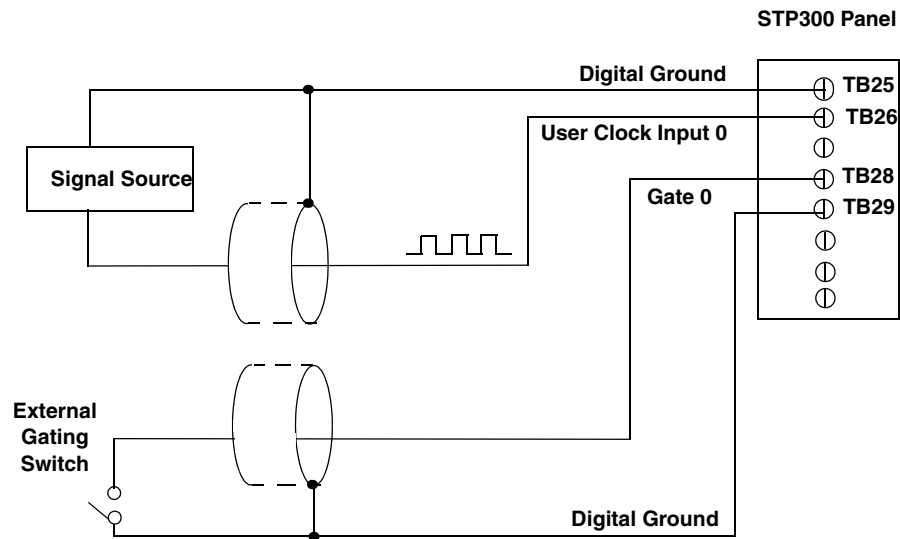 STP300 Panel
Digital Ground
TB25
TB26
User Clock Input 0
Signal Source
TB28
Gate 0
TB29
External
Gating
Switch
Digital Ground